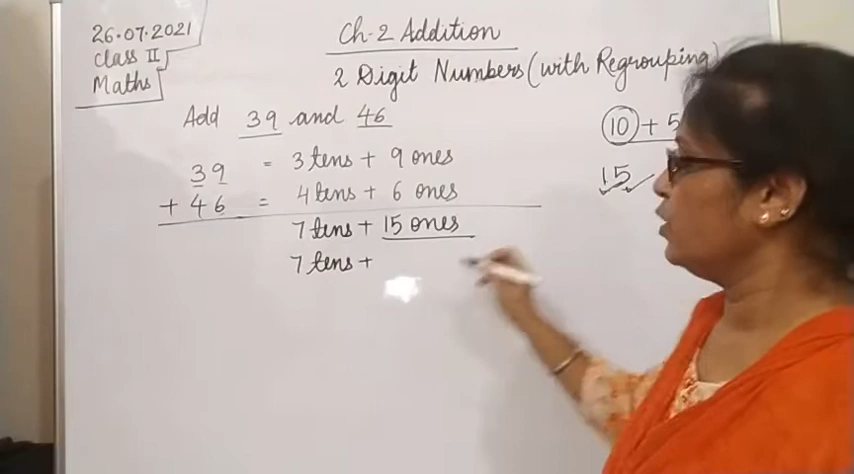 26.07.2021
Class II
Maths
Ch-2 Addition
2 Digit Numbers (with Regrouping)
Add 39 and 46
39 = 3 tens + 9 ones
+ 46 = 4 tens + 6 ones
7 tens + 15 ones
7 tens +
10 + 5
15